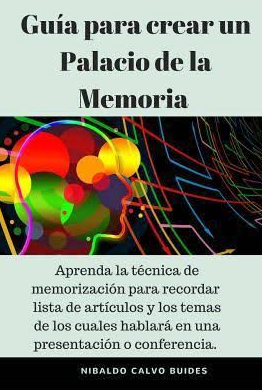 Guía para crear un
Palacio de la
Memoria
Aprenda la técnica de
memorización para recordar
lista de artículos y los temas
de los cuales hablará en una
presentación o conferencia.
NIBALDO CALVO BUIDES